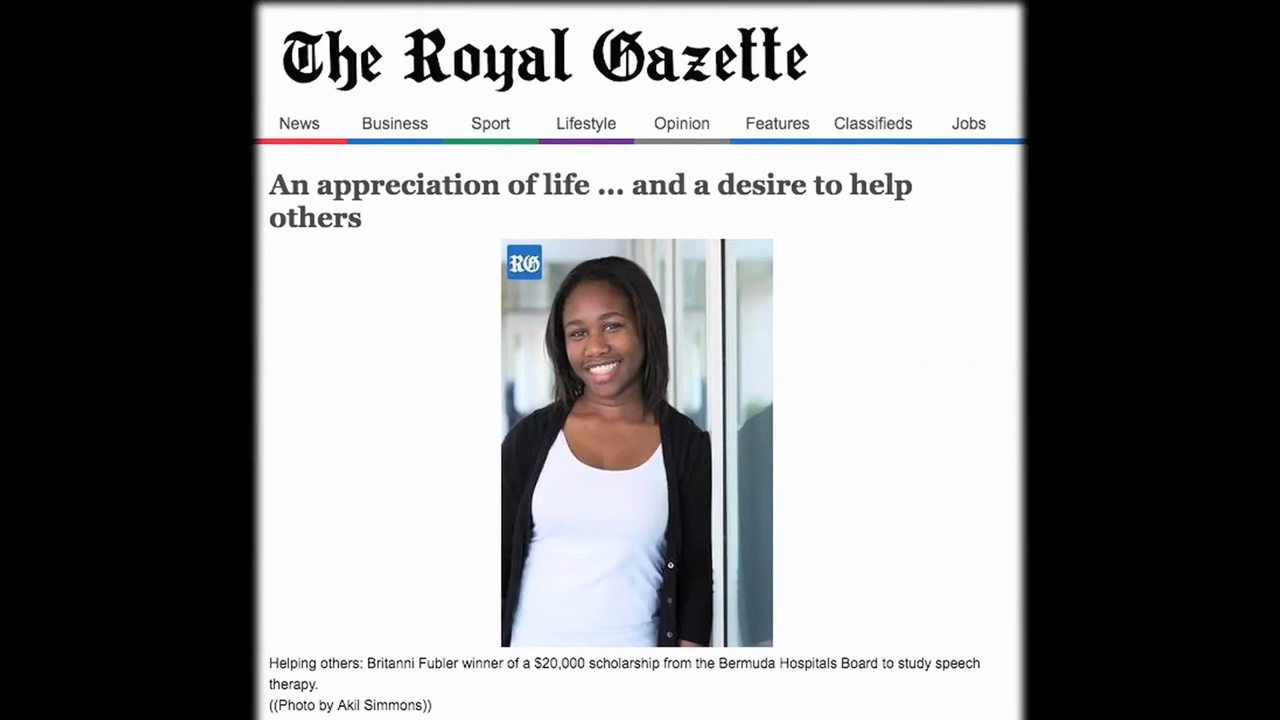 The Royal Gazette
News Business Sport Lifestyle Opinion Features Classifieds Jobs
An appreciation of life ... and a desire to help
others
RG
Helping others: Britanni Fubler winner of a $20,000 scholarship from the Bermuda Hospitals Board to study speech
therapy.
((Photo by Akil Simmons))